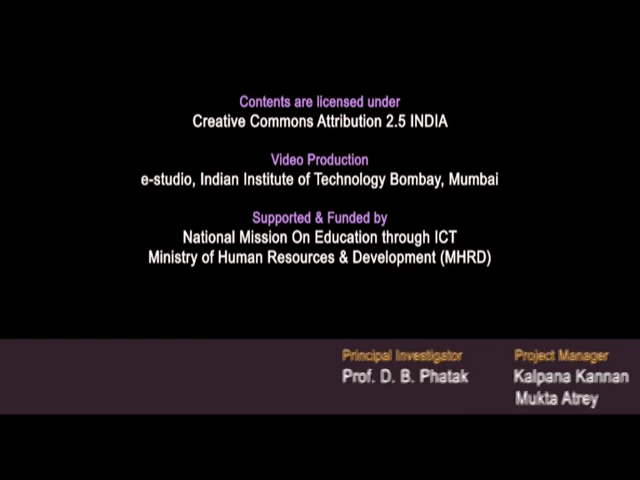 Contents are licensed under
Creative Commons Attribution 2.5 INDIA
Video Production
e-studio, Indian Institute of Technology Bombay, Mumbai
Supported & Funded by
National Mission On Education through ICT
Ministry of Human Resources & Development (MHRD)
Principal Investigator
Prof. D. B. Phatak
Project Manager
Kalpana Kannan
Mukta Atrey